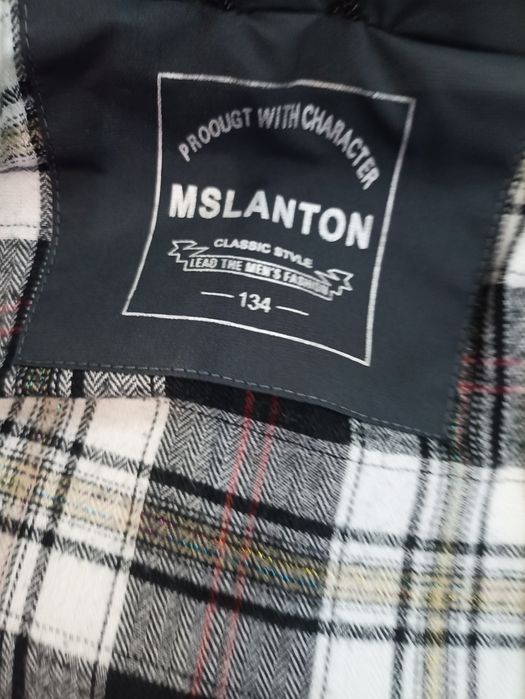 PROOUGT WITH CHARACTER
MSLANTON
CLASSIC STYLE
LEAD THE MEN'S FASHION
134